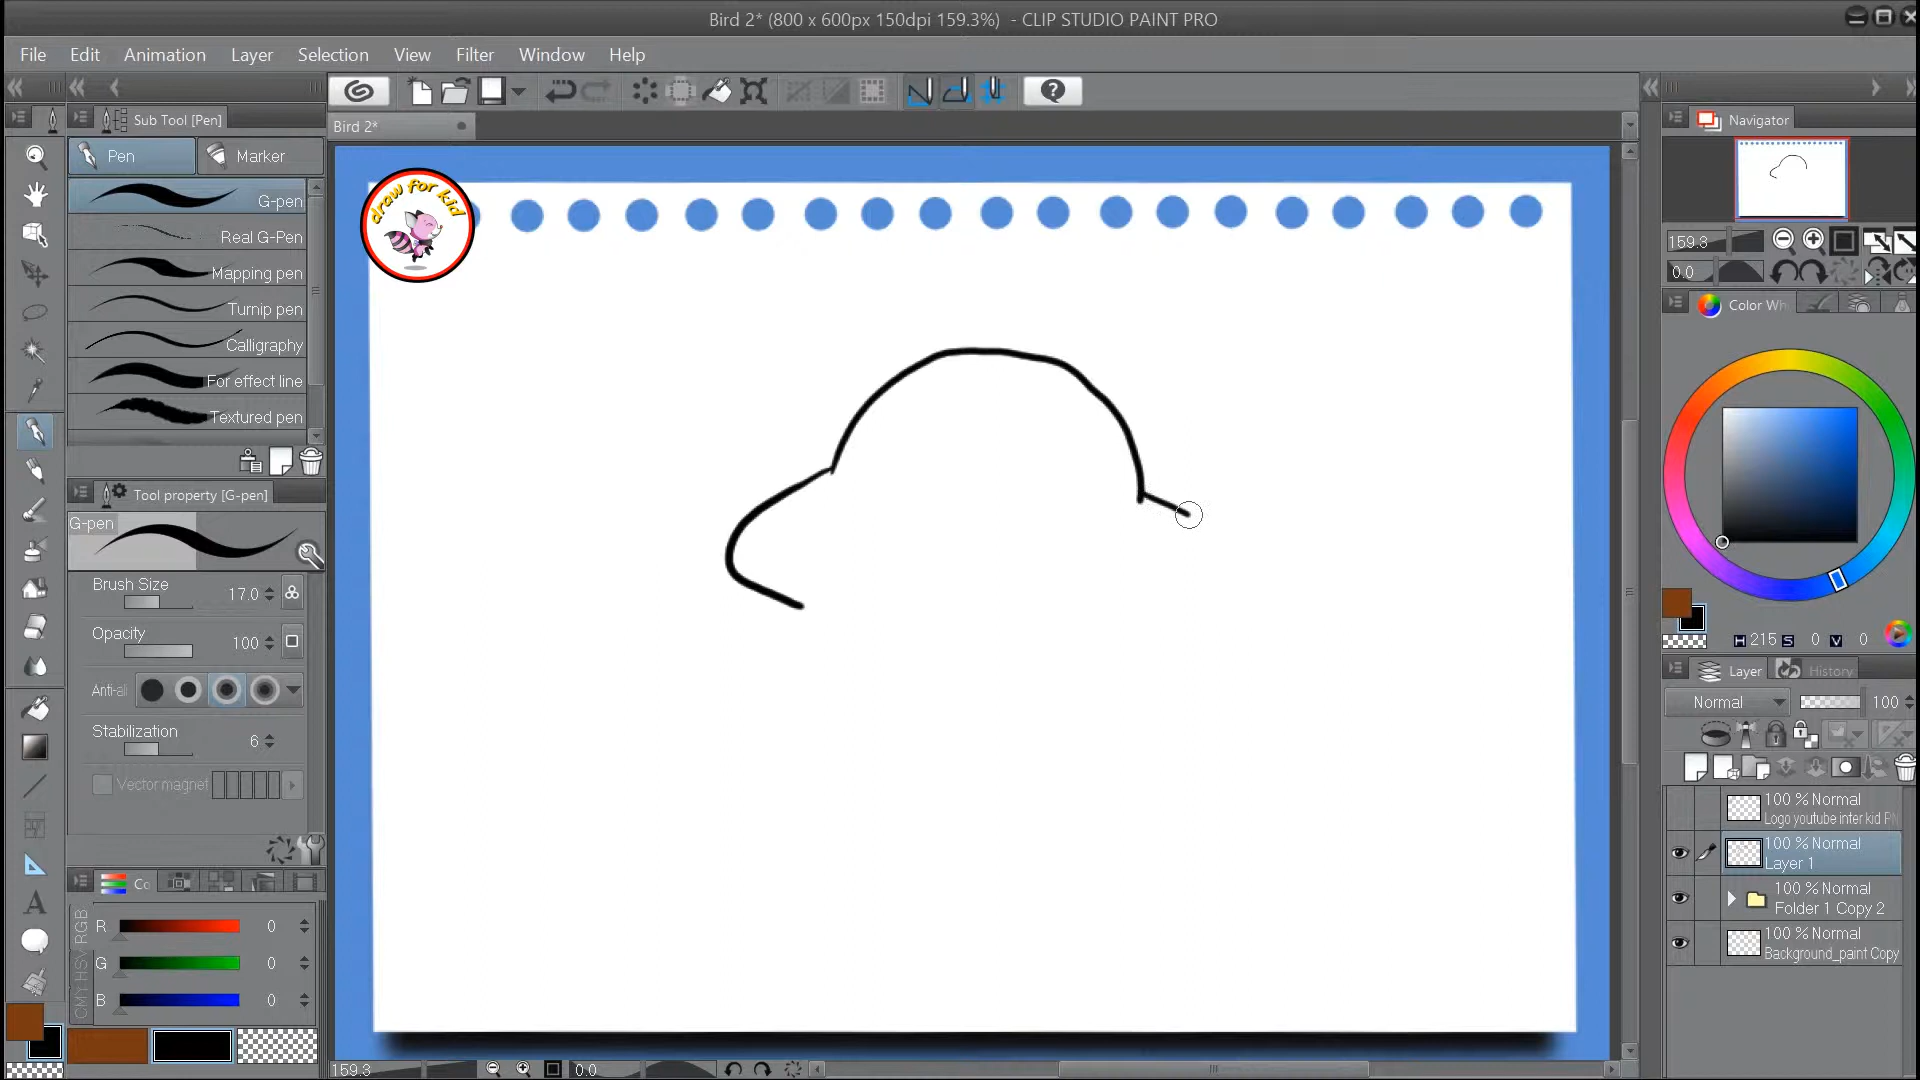 Bird 2* (800 x 600px 150dpi 159.3%)  - CLIP STUDIO PAINT PRO
File Edit Animation Layer Selection View Filter Window Help
Sub Tool [Pen]
Bird 2*
Navigator
Pen Marker
G-pen
Real G-Pen
Mapping pen
Turnip pen
Calligraphy
For effect line
Textured pen
draw for kid
159.3
0.0
Color Wh
Tool property [G-pen]
G-pen
Brush Size 17.0
Opacity 100
Anti-ali
Stabilization 6
Vector magnet
H 215 S 0 V 0
Layer History
Normal 100
100 % Normal
Logo youtube inter kid
100 % Normal
Layer 1
100 % Normal
Folder 1 Copy 2
100 % Normal
Background_paint Copy
Co
RGB
HSV
CMY
R 0
G 0
B 0
159.3 0.0